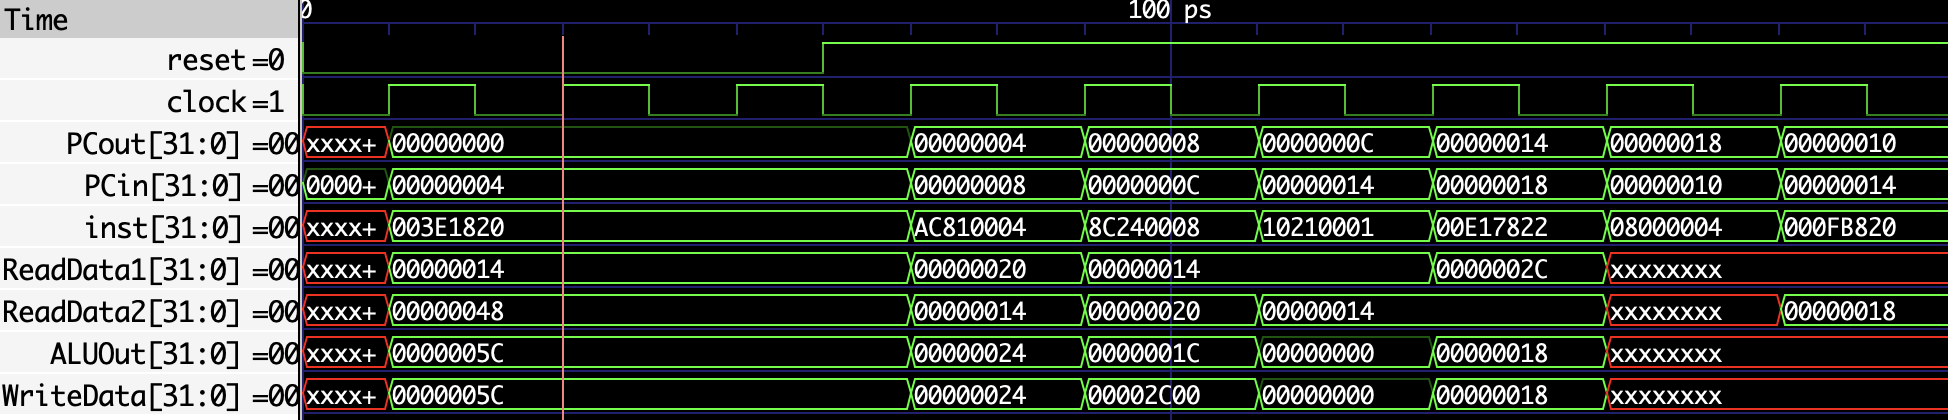 Time 0 100 ps
reset =0
clock =1
PCout[31:0] =00 xxxx+ 00000000 00000004 00000008 0000000C 00000014 00000018 00000010
PCin[31:0] =00 0000+ 00000004 00000008 0000000C 00000014 00000018 00000010 00000014
inst[31:0] =00 xxxx+ 003E1820 AC810004 8C240008 10210001 00E17822 08000004 000FB820
ReadData1[31:0] =00 xxxx+ 00000014 00000020 00000014 0000002C xxxxxxxx
ReadData2[31:0] =00 xxxx+ 00000048 00000014 00000020 00000014 xxxxxxxx 00000018
ALUOut[31:0] =00 xxxx+ 0000005C 00000024 0000001C 00000000 00000018 xxxxxxxx
WriteData[31:0] =00 xxxx+ 0000005C 00000024 00002C00 00000000 00000018 xxxxxxxx